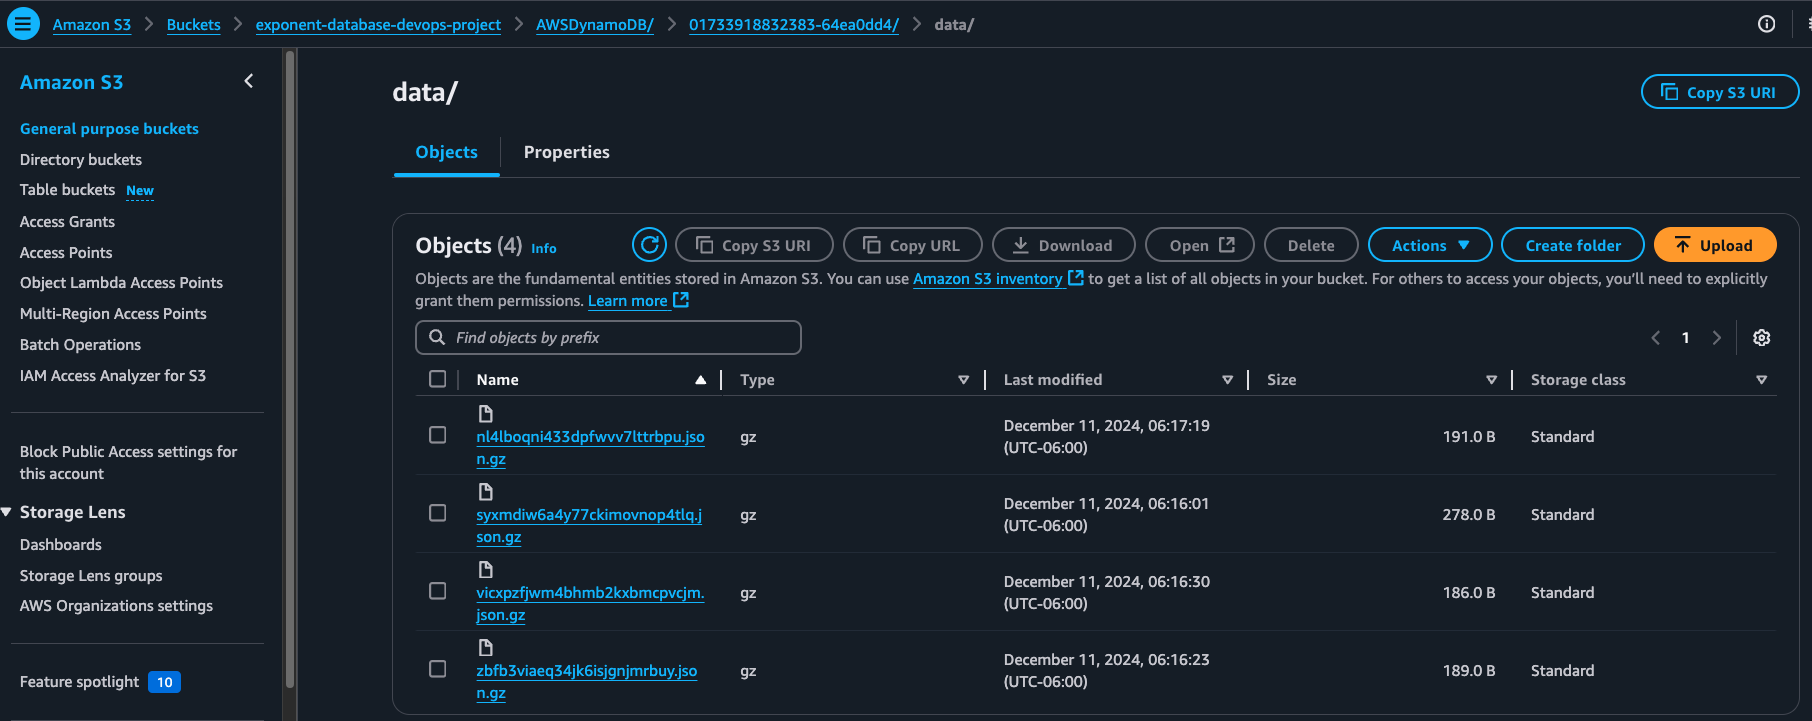 Amazon S3 > Buckets > exponent-database-devops-project > AWSDynamoDB/ > 01733918832383-64ea0dd4/ > data/
Amazon S3
General purpose buckets
Directory buckets
Table buckets New
Access Grants
Access Points
Object Lambda Access Points
Multi-Region Access Points
Batch Operations
IAM Access Analyzer for S3
Block Public Access settings for
this account
Storage Lens
Dashboards
Storage Lens groups
AWS Organizations settings
Feature spotlight 10
data/
Copy S3 URI
Objects Properties
Objects (4) Info Copy S3 URI Copy URL Download Open Delete Actions Create folder Upload
Objects are the fundamental entities stored in Amazon S3. You can use Amazon S3 inventory to get a list of all objects in your bucket. For others to access your objects, you'll need to explicitly
grant them permissions. Learn more
Find objects by prefix
1
Name Type Last modified Size Storage class
nl4lboqni433dpfwvv7lttrbpu.jso
n.gz
gz
December 11, 2024, 06:17:19
(UTC-06:00)
191.0 B
Standard
syxmdiw6a4y77ckimovnop4tlq.j
son.gz
gz
December 11, 2024, 06:16:01
(UTC-06:00)
278.0 B
Standard
vicxpzfjwm4bhmb2kxbmcpvcjm.
json.gz
gz
December 11, 2024, 06:16:30
(UTC-06:00)
186.0 B
Standard
zbfb3viaeq34jk6isjgnjmrbuy.jso
n.gz
gz
December 11, 2024, 06:16:23
(UTC-06:00)
189.0 B
Standard